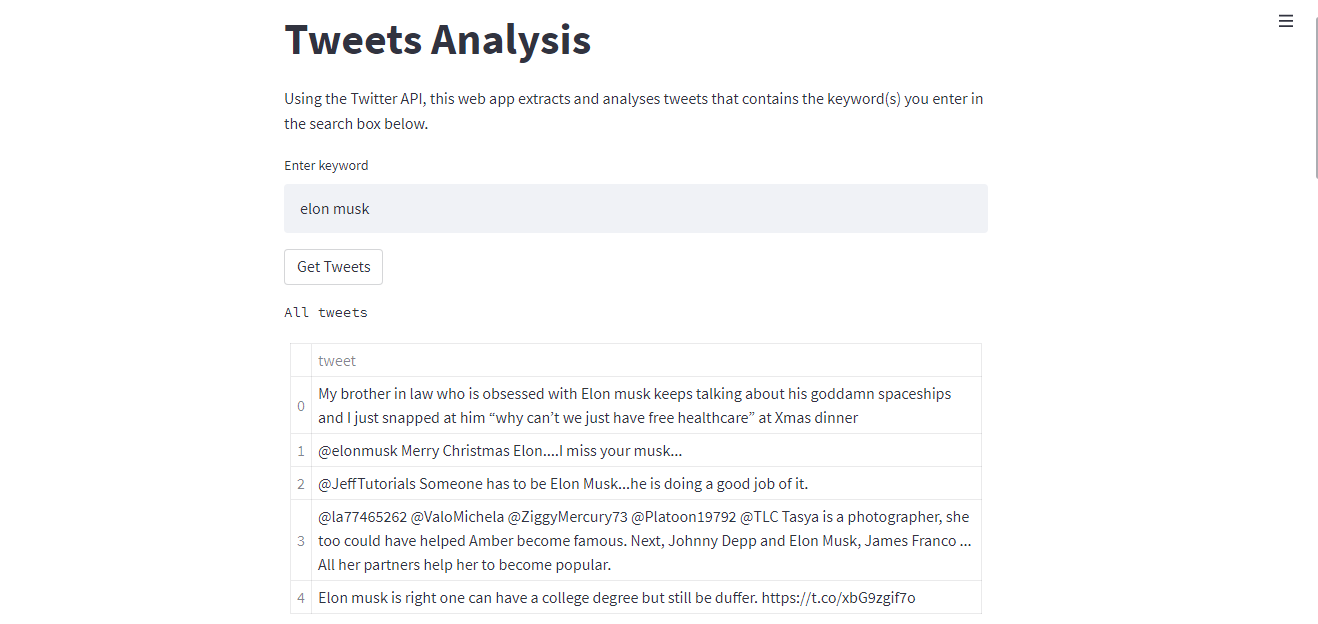 Tweets Analysis
Using the Twitter API, this web app extracts and analyses tweets that contains the keyword(s) you enter in
the search box below.
Enter keyword
elon musk
Get Tweets
All tweets
tweet
0 My brother in law who is obsessed with Elon musk keeps talking about his goddamn spaceships
and I just snapped at him “why can’t we just have free healthcare” at Xmas dinner
1 @elonmusk Merry Christmas Elon....I miss your musk...
2 @JeffTutorials Someone has to be Elon Musk...he is doing a good job of it.
3 @la77465262 @ValoMichela @ZiggyMercury73 @Platoon19792 @TLC Tasya is a photographer, she
too could have helped Amber become famous. Next, Johnny Depp and Elon Musk, James Franco ...
All her partners help her to become popular.
4 Elon musk is right one can have a college degree but still be duffer. https://t.co/xbG9zgif7o